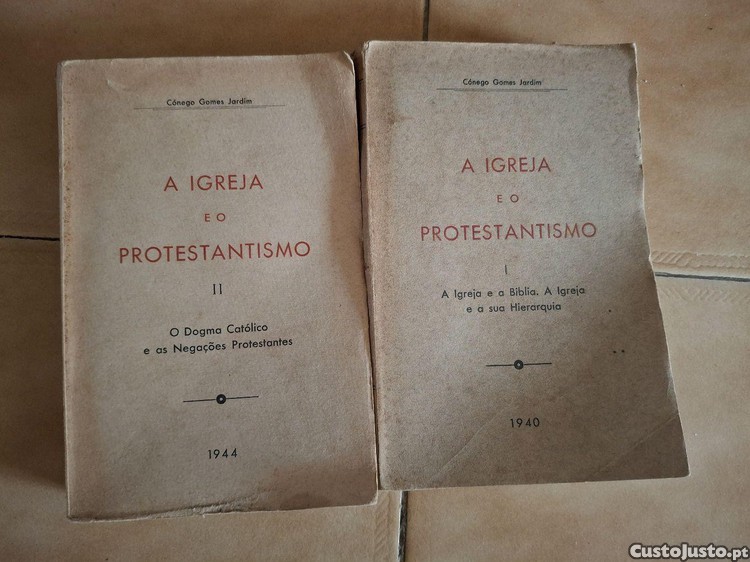 Cónego Gomes Jardim
A IGREJA
E O
PROTESTANTISMO
II
O Dogma Católico
e as Negações Protestantes
1944
Cónego Gomes Jardim
A IGREJA
E O
PROTESTANTISMO
I
A Igreja e a Bíblia. A Igreja
e a sua Hierarquia
1940
CustoJusto.pt